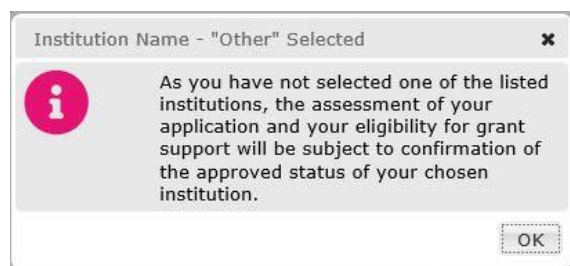 Institution Name - "Other" Selected
As you have not selected one of the listed
institutions, the assessment of your
application and your eligibility for grant
support will be subject to confirmation of
the approved status of your chosen
institution.
OK